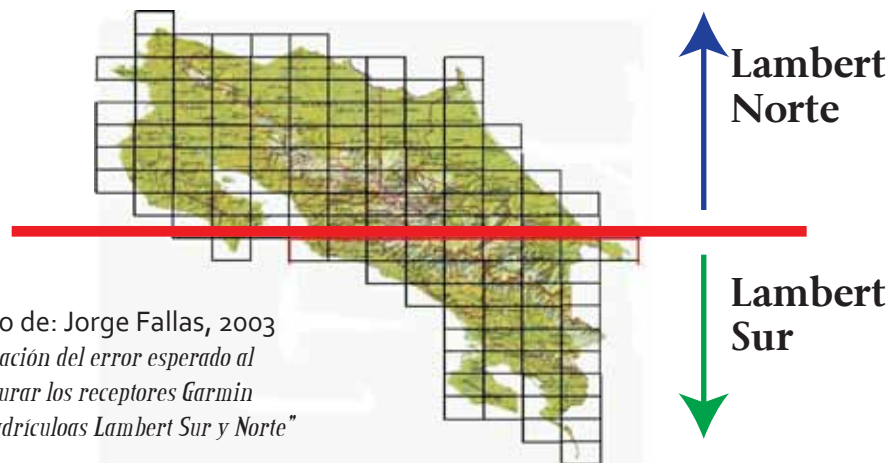 Lambert
Norte
Lambert
Sur
o de: Jorge Fallas, 2003
ación del error esperado al
urar los receptores Garmin
adrículoas Lambert Sur y Norte"